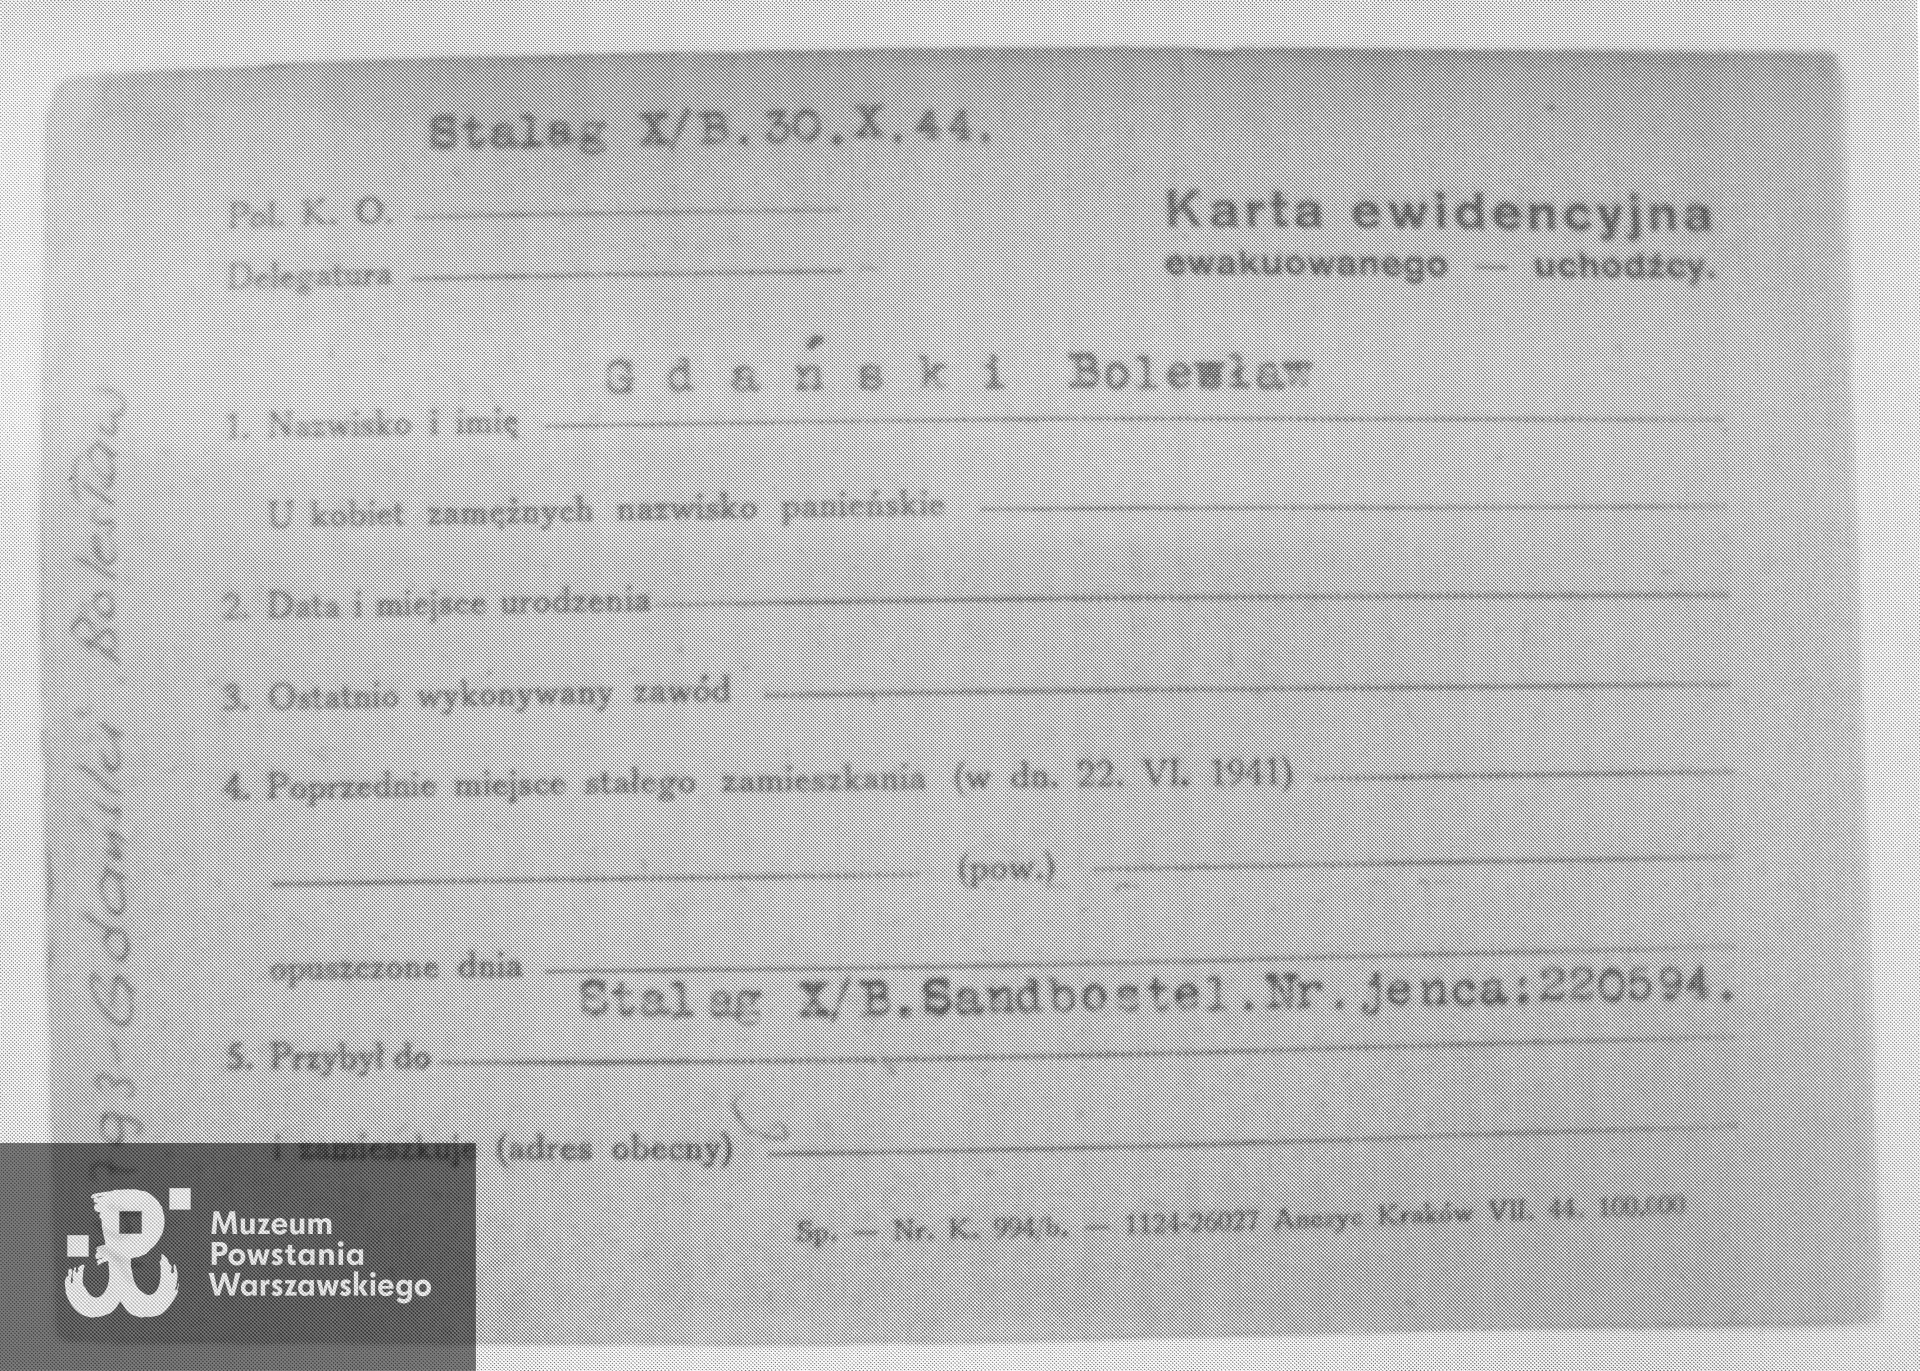 Stalag X/B.30.X.44.
Pol. K. O.
Delegatura
Karta ewidencyjna
ewakuowanego — uchodźcy.
G d a ń s k i Bolewław
1. Nazwisko i imię
U kobiet zamężnych nazwisko panieńskie
2. Data i miejsce urodzenia
3. Ostatnio wykonywany zawód
4. Poprzednie miejsce stałego zamieszkania (w dn. 22. VI. 1941)
(pow.)
opuszczone dnia
Stalag X/B.Sandbostel.Nr.jenca:220594.
5. Przybył do
i zamieszkuje (adres obecny)
Sp. — Nr. K. 994/b. — 1124-26027 Anczyc Kraków VII. 44. 100.000
Gdański Bolesław
Muzeum
Powstania
Warszawskiego